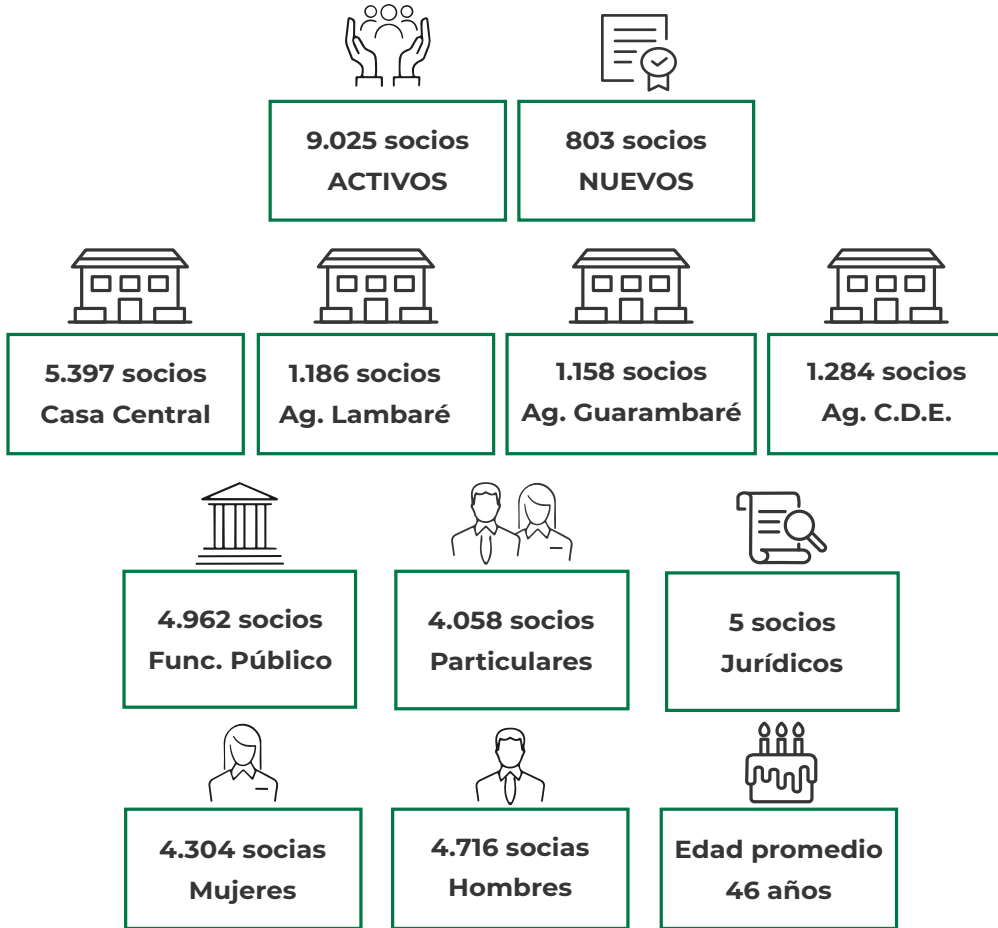 9.025 socios
ACTIVOS
803 socios
NUEVOS
5.397 socios
Casa Central
1.186 socios
Ag. Lambaré
1.158 socios
Ag. Guarambaré
1.284 socios
Ag. C.D.E.
4.962 socios
Func. Público
4.058 socios
Particulares
5 socios
Jurídicos
4.304 socias
Mujeres
4.716 socias
Hombres
Edad promedio
46 años